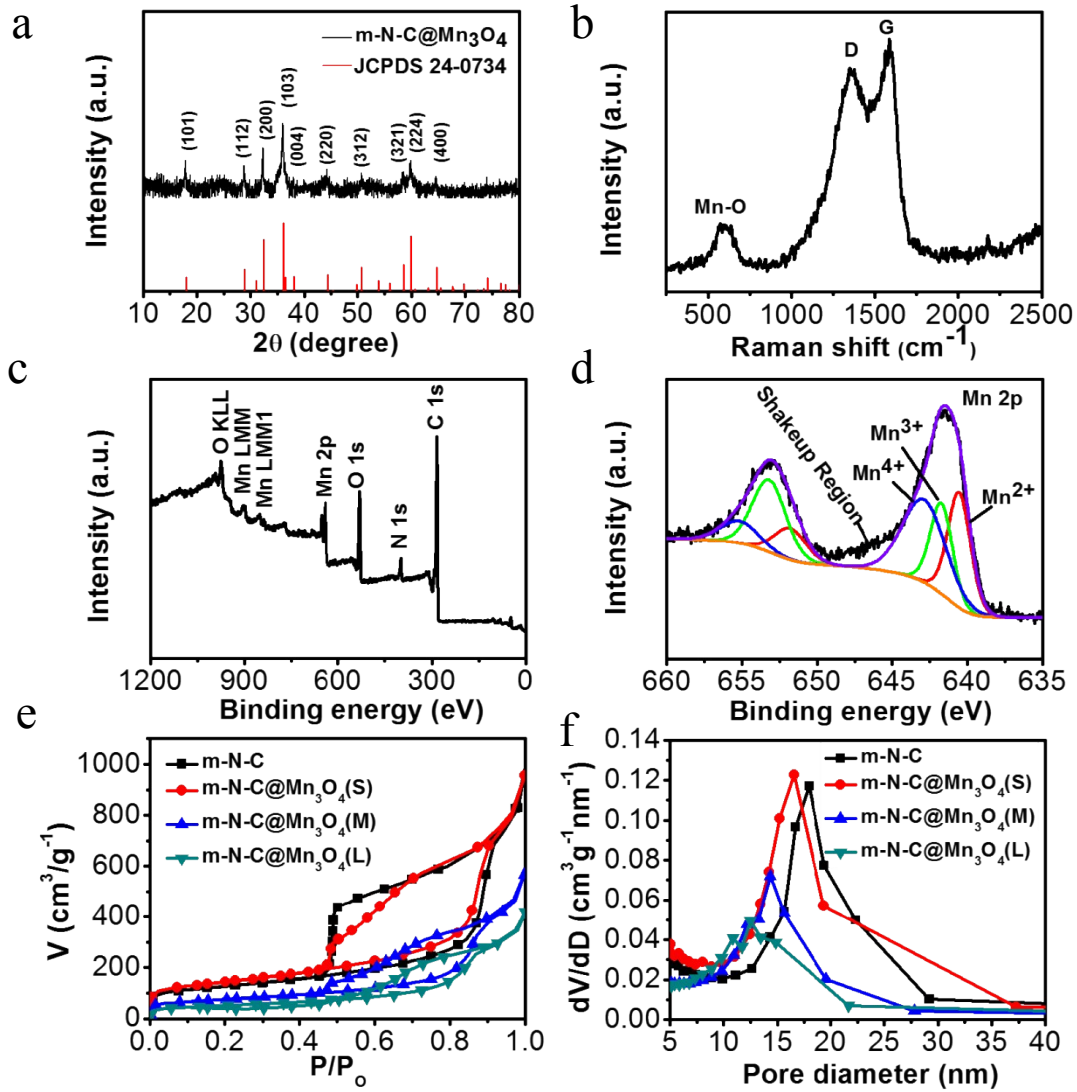 a
Intensity (a.u.)
m-N-C@Mn₃O₄
JCPDS 24-0734
(101)
(112)
(200)
(103)
(004)
(220)
(312)
(321)
(224)
(400)
10 20 30 40 50 60 70 80
2θ (degree)
b
Intensity (a.u.)
Mn-O
D
G
500 1000 1250 1500 2000 2500
Raman shift (cm⁻¹)
c
Intensity (a.u.)
O KLL
Mn LMM
Mn LMM1
Mn 2p
O 1s
N 1s
C 1s
1200 900 600 300 0
Binding energy (eV)
d
Intensity (a.u.)
Shakeup Region
Mn 2p
Mn³⁺
Mn⁴⁺
Mn²⁺
660 655 650 645 640 635
Binding energy (eV)
e
V (cm³/g⁻¹)
1000
800
600
400
200
0
m-N-C
m-N-C@Mn₃O₄(S)
m-N-C@Mn₃O₄(M)
m-N-C@Mn₃O₄(L)
0.0 0.2 0.4 0.6 0.8 1.0
P/P₀
f
dV/dD (cm³g⁻¹nm⁻¹)
0.14
0.12
0.10
0.08
0.06
0.04
0.02
0.00
m-N-C
m-N-C@Mn₃O₄(S)
m-N-C@Mn₃O₄(M)
m-N-C@Mn₃O₄(L)
5 10 15 20 25 30 35 40
Pore diameter (nm)